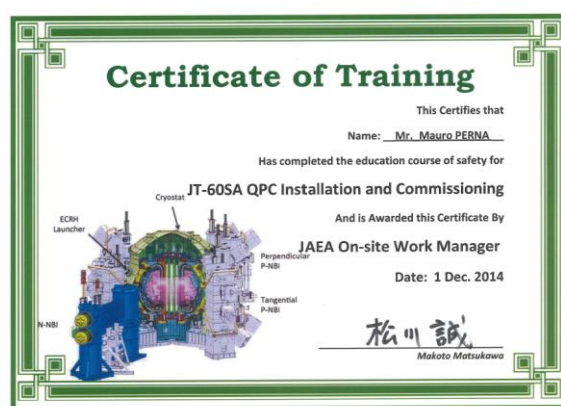 Certificate of Training
This Certifies that
Name: Mr. Mauro PERNA
Has completed the education course of safety for
JT-60SA QPC Installation and Commissioning
And is Awarded this Certificate By
JAEA On-site Work Manager
Date: 1 Dec. 2014
松川 誠
Makoto Matsukawa
Cryostat
ECRH
Launcher
Perpendicular
P-NBI
Tangential
P-NBI
N-NBI